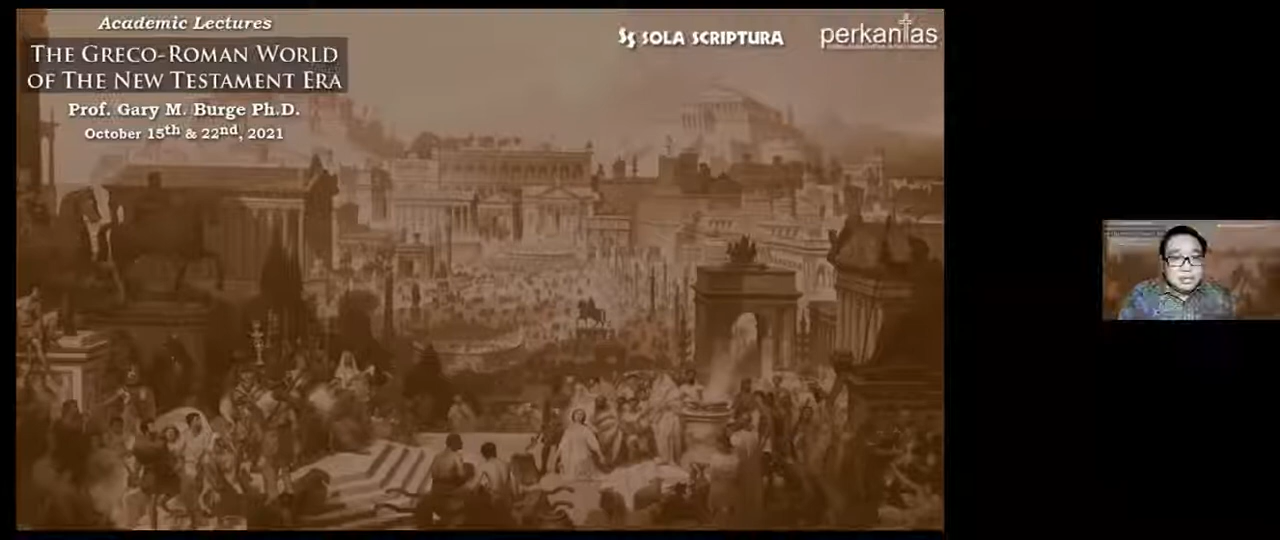 Academic Lectures
THE GRECO-ROMAN WORLD
OF THE NEW TESTAMENT ERA
Prof. Gary M. Burge Ph.D.
October 15th & 22nd, 2021
SS SOLA SCRIPTURA
perkantas